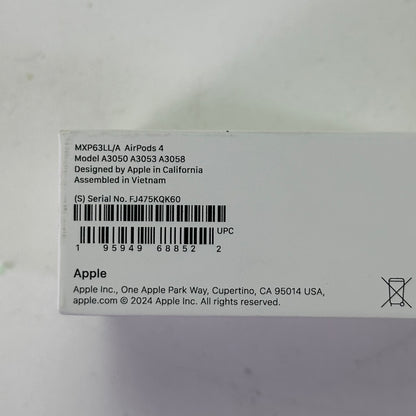 MXP63LL/A AirPods 4
Model A3050 A3053 A3058
Designed by Apple in California
Assembled in Vietnam
(S) Serial No. FJ475KQK60
UPC
1 95949 68852 2
Apple
Apple Inc., One Apple Park Way, Cupertino, CA 95014 USA,
apple.com © 2024 Apple Inc. All rights reserved.